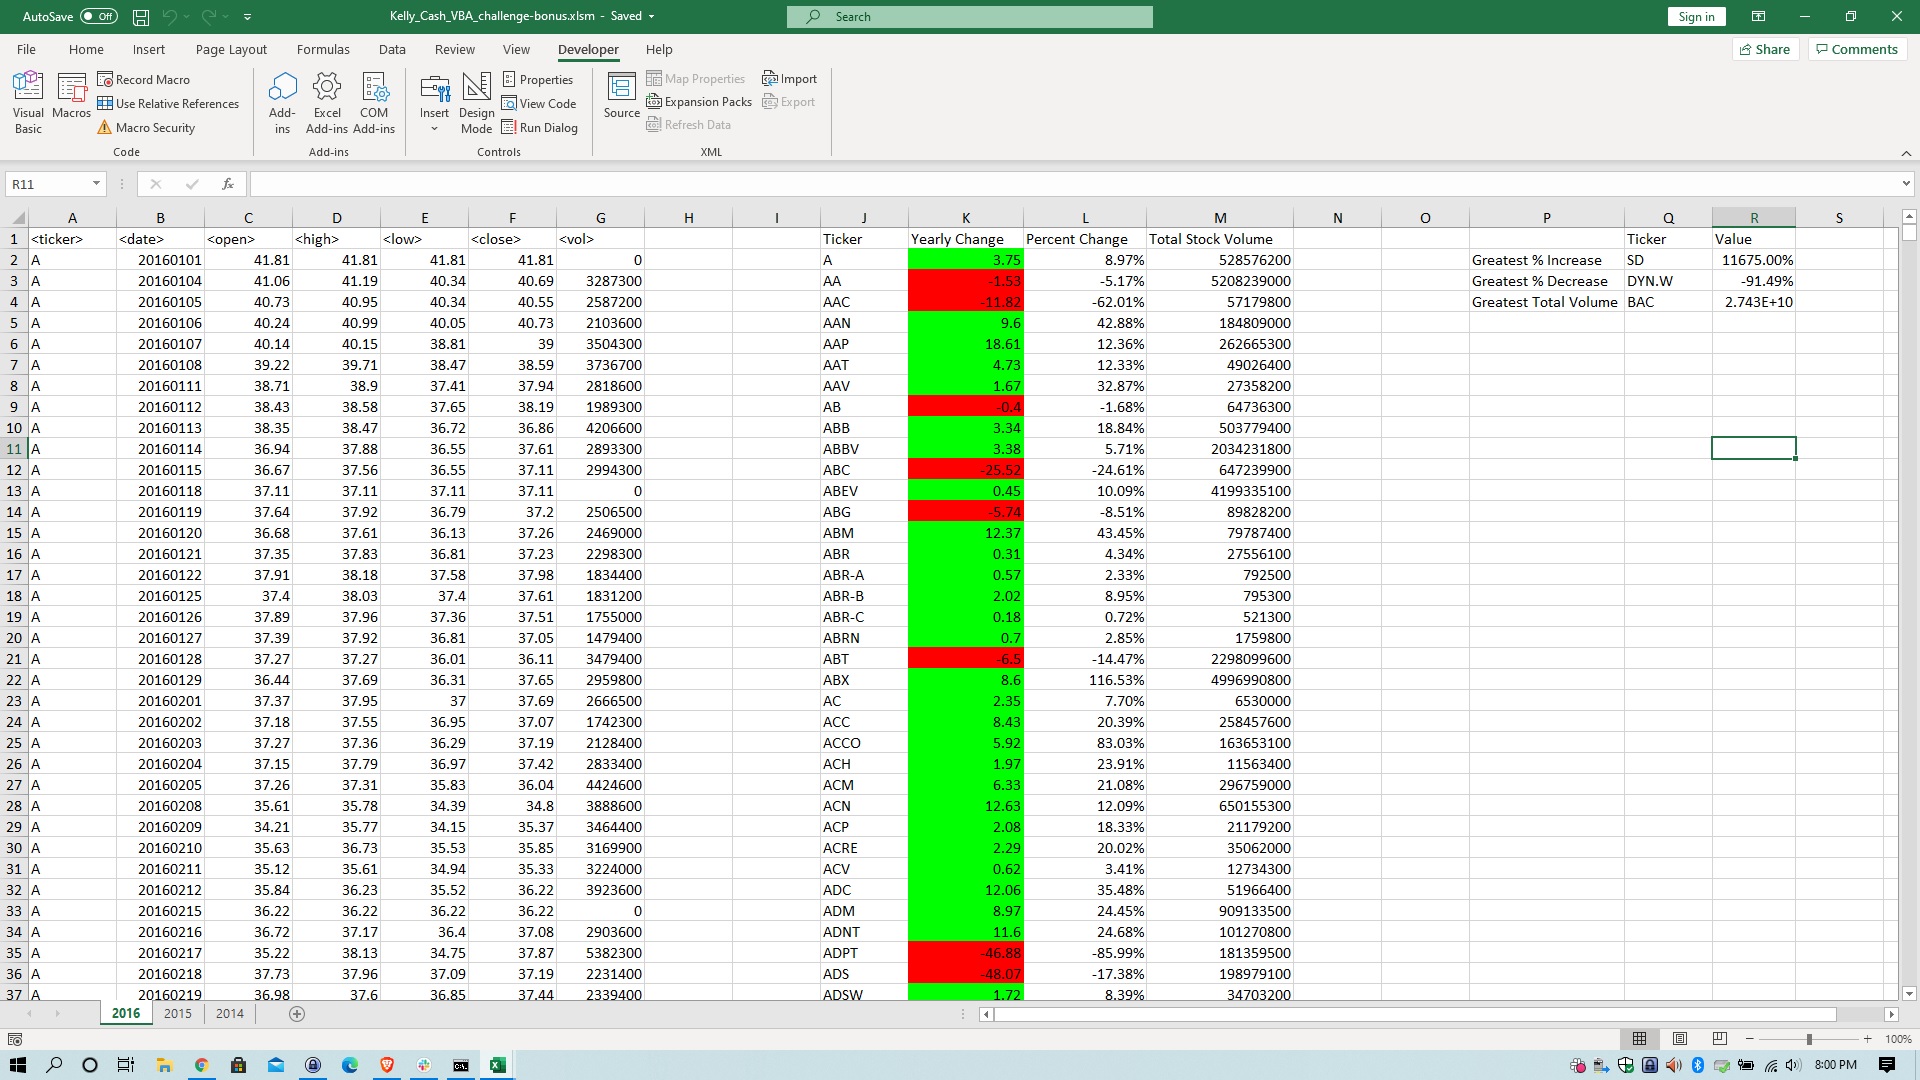 AutoSave Off Kelly_Cash_VBA_challenge-bonus.xlsm - Saved Search Sign in
File Home Insert Page Layout Formulas Data Review View Developer Help Share Comments
Visual Basic
Macros
Record Macro
Use Relative References
Macro Security
Code
Add-ins
Excel Add-ins
COM Add-ins
Add-ins
Insert
Design Mode
Properties
View Code
Run Dialog
Controls
Source
Map Properties
Expansion Packs
Refresh Data
Import
Export
XML
R11 fx
A B C D E F G H I J K L M N O P Q R S
1 <ticker> <date> <open> <high> <low> <close> <vol> Ticker Yearly Change Percent Change Total Stock Volume Ticker Value
2 A 20160101 41.81 41.81 41.81 41.81 0 A 3.75 8.97% 528576200 Greatest % Increase SD 11675.00%
3 A 20160104 41.06 41.19 40.34 40.69 3287300 AA -1.53 -5.17% 5208239000 Greatest % Decrease DYN.W -91.49%
4 A 20160105 40.73 40.95 40.34 40.55 2587200 AAC -11.82 -62.01% 57179800 Greatest Total Volume BAC 2.743E+10
5 A 20160106 40.24 40.99 40.05 40.73 2103600 AAN 9.6 42.88% 184809000
6 A 20160107 40.14 40.15 38.81 39 3504300 AAP 18.61 12.36% 262665300
7 A 20160108 39.22 39.71 38.47 38.59 3736700 AAT 4.73 12.33% 49026400
8 A 20160111 38.71 38.9 37.41 37.94 2818600 AAV 1.67 32.87% 27358200
9 A 20160112 38.43 38.58 37.65 38.19 1989300 AB -0.4 -1.68% 64736300
10 A 20160113 38.35 38.47 36.72 36.86 4206600 ABB 3.34 18.84% 503779400
11 A 20160114 36.94 37.88 36.55 37.61 2893300 ABBV 3.38 5.71% 2034231800
12 A 20160115 36.67 37.56 36.55 37.11 2994300 ABC -25.52 -24.61% 647239900
13 A 20160118 37.11 37.11 37.11 37.11 0 ABEV 0.45 10.09% 4199335100
14 A 20160119 37.64 37.92 36.79 37.2 2506500 ABG -5.74 -8.51% 89828200
15 A 20160120 36.68 37.61 36.13 37.26 2469000 ABM 12.37 43.45% 79787400
16 A 20160121 37.35 37.83 36.81 37.23 2298300 ABR 0.31 4.34% 27556100
17 A 20160122 37.91 38.18 37.58 37.98 1834400 ABR-A 0.57 2.33% 792500
18 A 20160125 37.4 38.03 37.4 37.61 1831200 ABR-B 2.02 8.95% 795300
19 A 20160126 37.89 37.96 37.36 37.51 1755000 ABR-C 0.18 0.72% 521300
20 A 20160127 37.39 37.92 36.81 37.05 1479400 ABRN 0.7 2.85% 1759800
21 A 20160128 37.27 37.27 36.01 36.11 3479400 ABT -6.5 -14.47% 2298099600
22 A 20160129 36.44 37.69 36.31 37.65 2959800 ABX 8.6 116.53% 4996990800
23 A 20160201 37.37 37.95 37 37.69 2666500 AC 2.35 7.70% 6530000
24 A 20160202 37.18 37.55 36.95 37.07 1742300 ACC 8.43 20.39% 258457600
25 A 20160203 37.27 37.36 36.29 37.19 2128400 ACCO 5.92 83.03% 163653100
26 A 20160204 37.15 37.79 36.97 37.42 2833400 ACH 1.97 23.91% 11563400
27 A 20160205 37.26 37.31 35.83 36.04 4424600 ACM 6.33 21.08% 296759000
28 A 20160208 35.61 35.78 34.39 34.8 3888600 ACN 12.63 12.09% 650155300
29 A 20160209 34.21 35.77 34.15 35.37 3464400 ACP 2.08 18.33% 21179200
30 A 20160210 35.63 36.73 35.53 35.85 3169900 ACRE 2.29 20.02% 35062000
31 A 20160211 35.12 35.61 34.94 35.33 3224000 ACV 0.62 3.41% 12734300
32 A 20160212 35.84 36.23 35.52 36.22 3923600 ADC 12.06 35.48% 51966400
33 A 20160215 36.22 36.22 36.22 36.22 0 ADM 8.97 24.45% 909133500
34 A 20160216 36.72 37.17 36.4 37.08 2903600 ADNT 11.6 24.68% 101270800
35 A 20160217 35.22 38.13 34.75 37.87 5382300 ADPT -46.88 -85.99% 181359500
36 A 20160218 37.73 37.96 37.09 37.19 2231400 ADS -48.07 -17.38% 198979100
37 A 20160219 36.98 37.6 36.85 37.44 2339400 ADSW 1.72 8.39% 34703200
2016 2015 2014
100%
8:00 PM